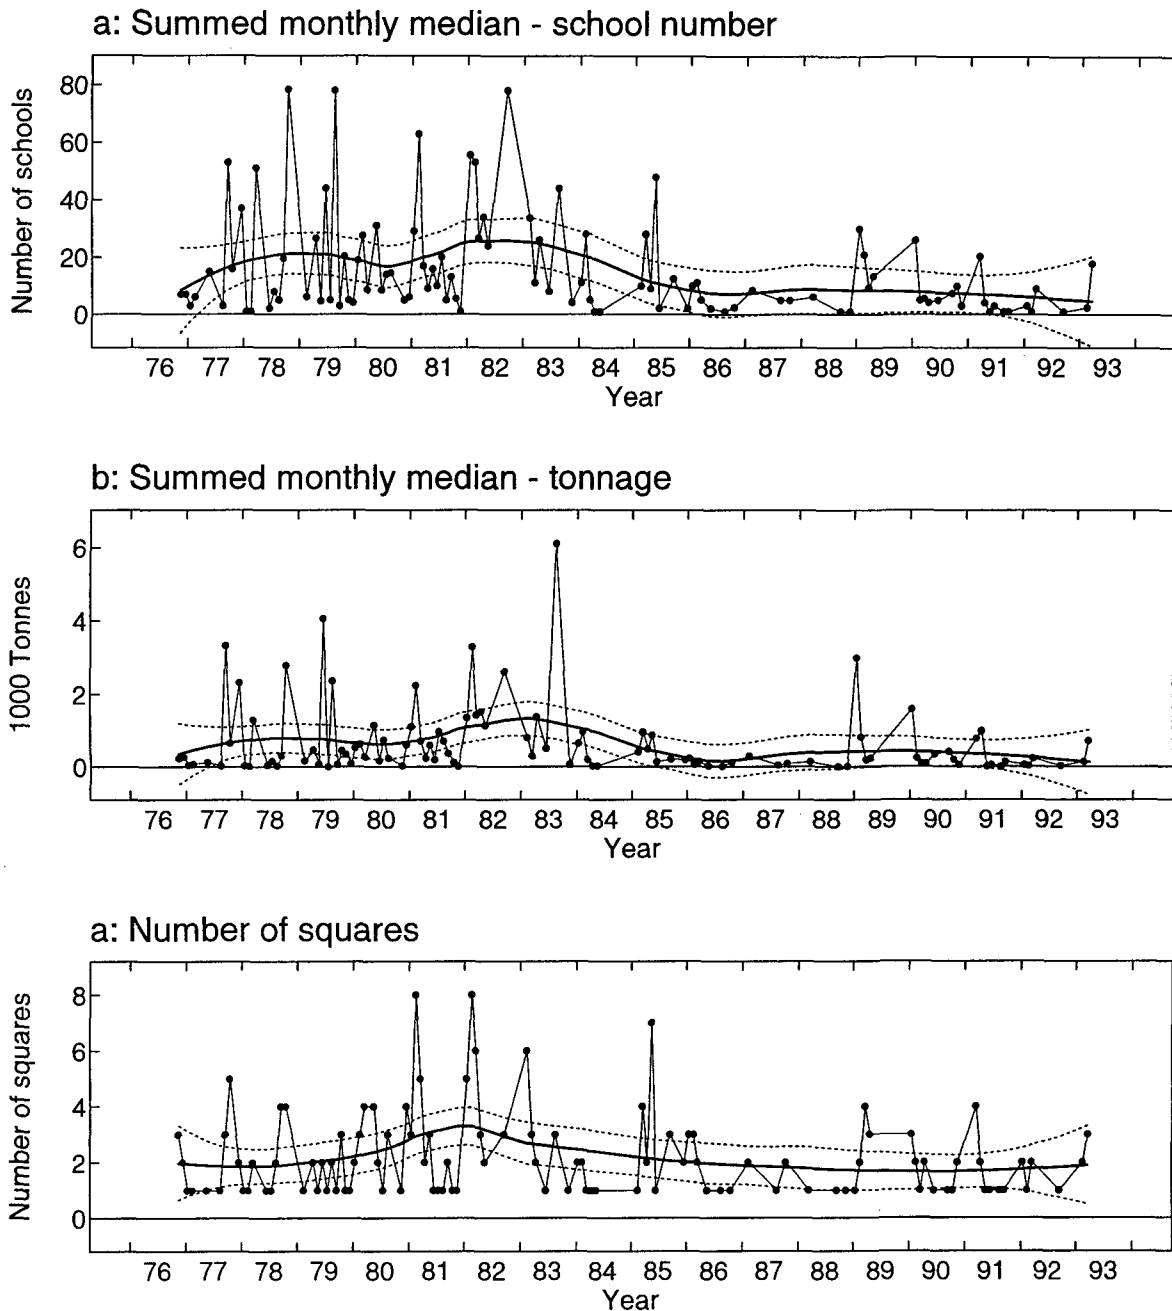 a: Summed monthly median - school number
Number of schools
80
60
40
20
0
76 77 78 79 80 81 82 83 84 85 86 87 88 89 90 91 92 93
Year
b: Summed monthly median - tonnage
1000 Tonnes
6
4
2
0
76 77 78 79 80 81 82 83 84 85 86 87 88 89 90 91 92 93
Year
a: Number of squares
Number of squares
8
6
4
2
0
76 77 78 79 80 81 82 83 84 85 86 87 88 89 90 91 92 93
Year